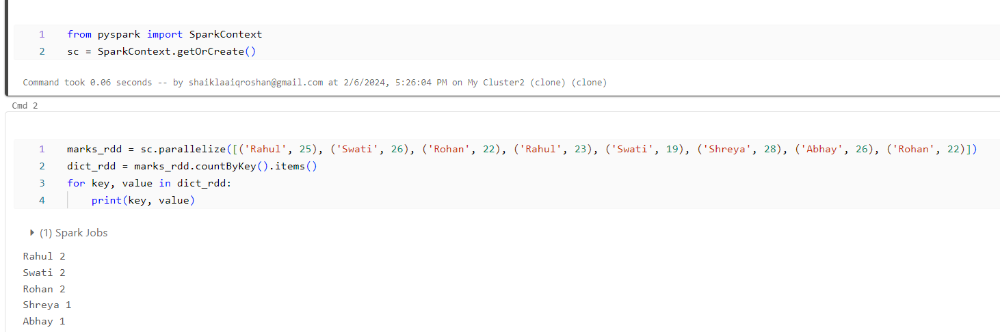 1 from pyspark import SparkContext
2 sc = SparkContext.getOrCreate()
Command took 0.06 seconds -- by shaiklaaiqroshan@gmail.com at 2/6/2024, 5:26:04 PM on My Cluster2 (clone) (clone)
Cmd 2
1 marks_rdd = sc.parallelize([('Rahul', 25), ('Swati', 26), ('Rohan', 22), ('Rahul', 23), ('Swati', 19), ('Shreya', 28), ('Abhay', 26), ('Rohan', 22)])
2 dict_rdd = marks_rdd.countByKey().items()
3 for key, value in dict_rdd:
4     print(key, value)
(1) Spark Jobs
Rahul 2
Swati 2
Rohan 2
Shreya 1
Abhay 1